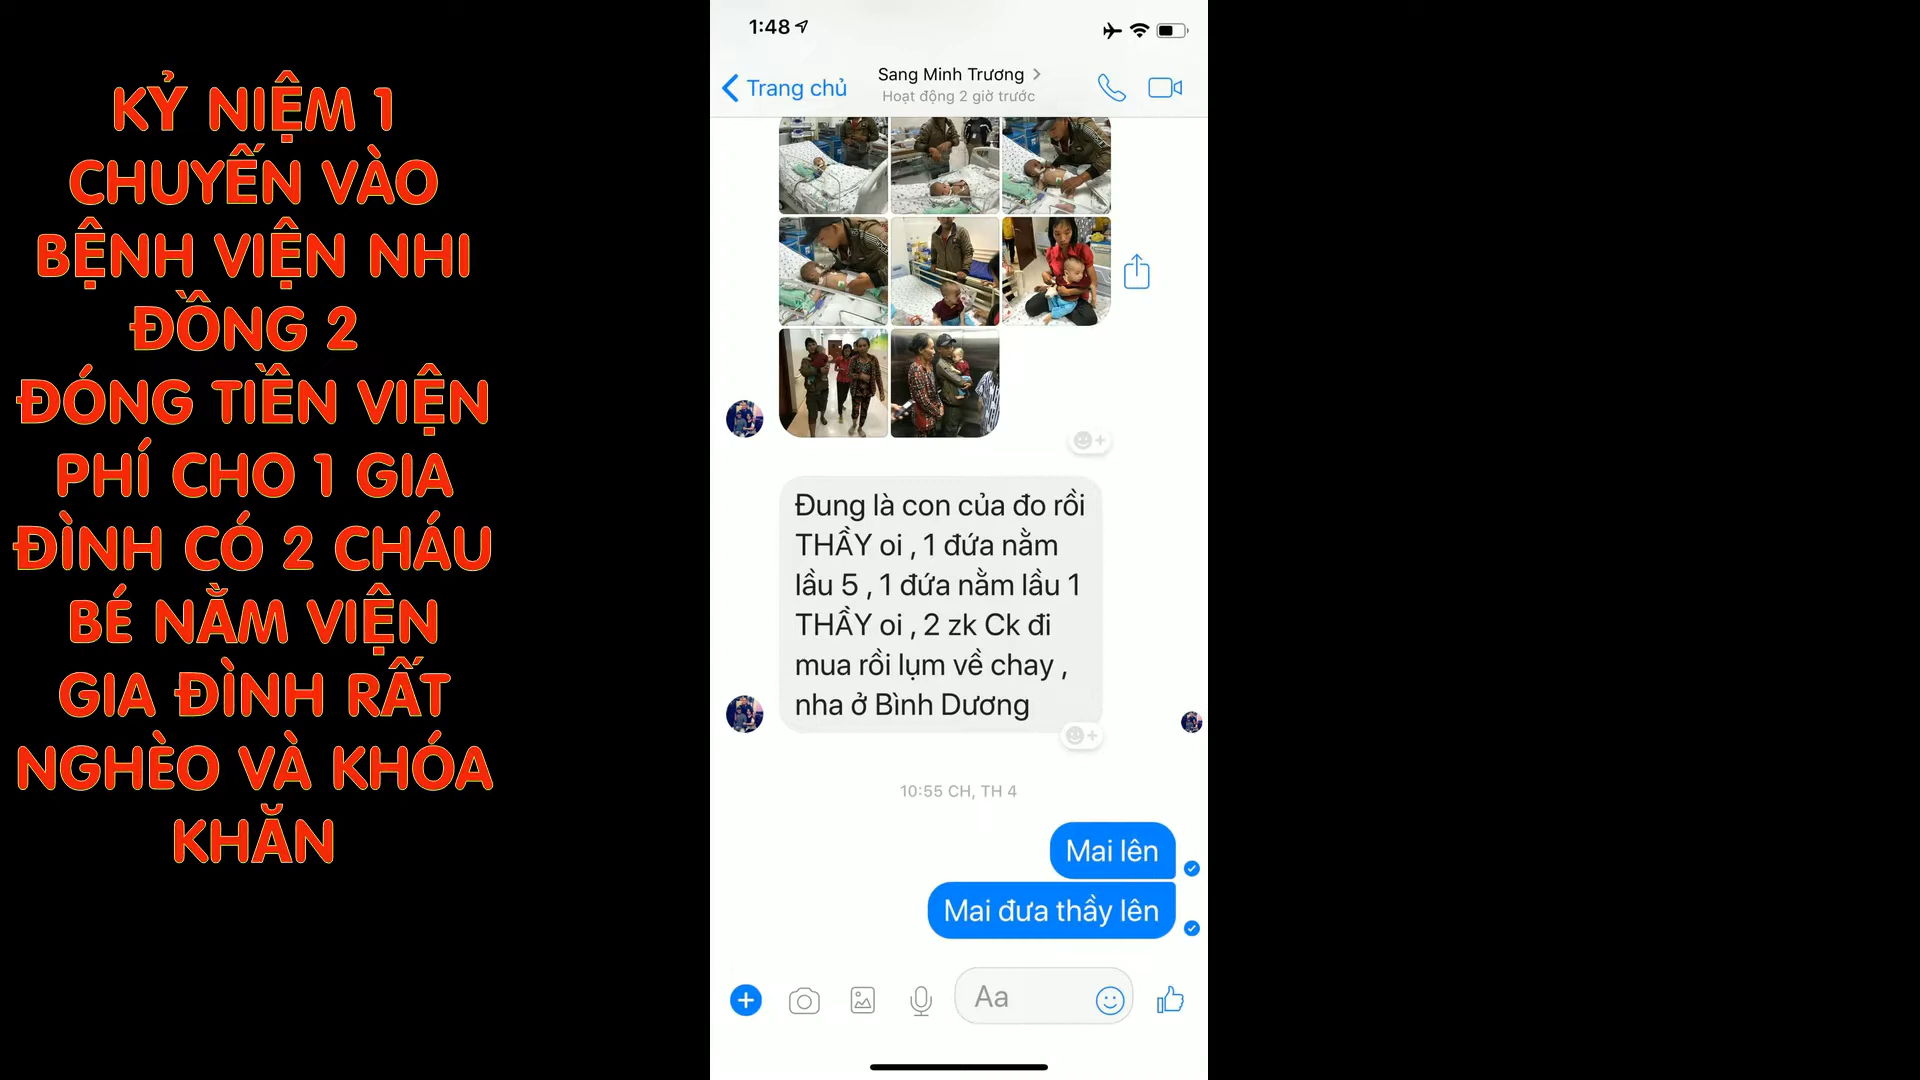 KỶ NIỆM 1
CHUYẾN VÀO
BỆNH VIỆN NHI
ĐỒNG 2
ĐÓNG TIỀN VIỆN
PHÍ CHO 1 GIA
ĐÌNH CÓ 2 CHÁU
BÉ NẰM VIỆN
GIA ĐÌNH RẤT
NGHÈO VÀ KHÓA
KHĂN
1:48
Trang chủ
Sang Minh Trương
Hoạt động 2 giờ trước
Đung là con của đo rồi
THẦY oi , 1 đứa nằm
lầu 5 , 1 đứa nằm lầu 1
THẦY oi , 2 zk Ck đi
mua rồi lụm về chay ,
nha ở Bình Dương
10:55 CH, TH 4
Mai lên
Mai đưa thầy lên
Aa